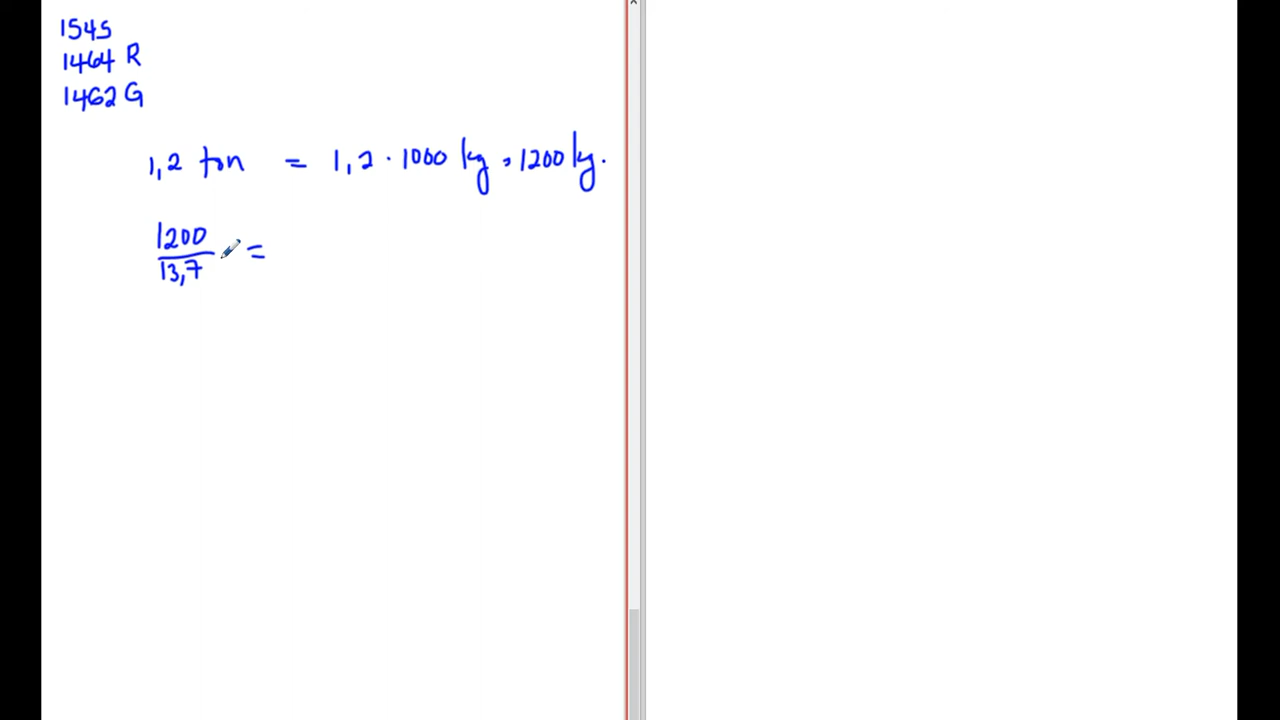 1545
1464 R
1462 G
1,2 ton = 1,2 · 1000 kg = 1200 kg.
1200
13,7 =